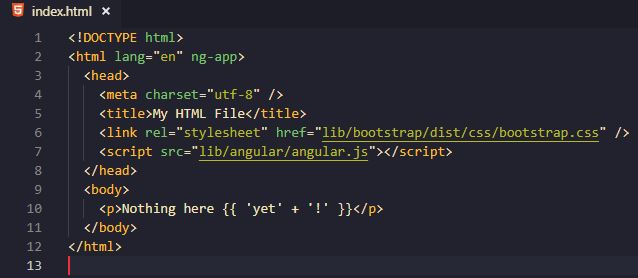 index.html ×
1 <!DOCTYPE html>
2 <html lang="en" ng-app>
3   <head>
4     <meta charset="utf-8" />
5     <title>My HTML File</title>
6     <link rel="stylesheet" href="lib/bootstrap/dist/css/bootstrap.css" />
7     <script src="lib/angular/angular.js"></script>
8   </head>
9   <body>
10     <p>Nothing here {{ 'yet' + '!' }}</p>
11   </body>
12 </html>
13